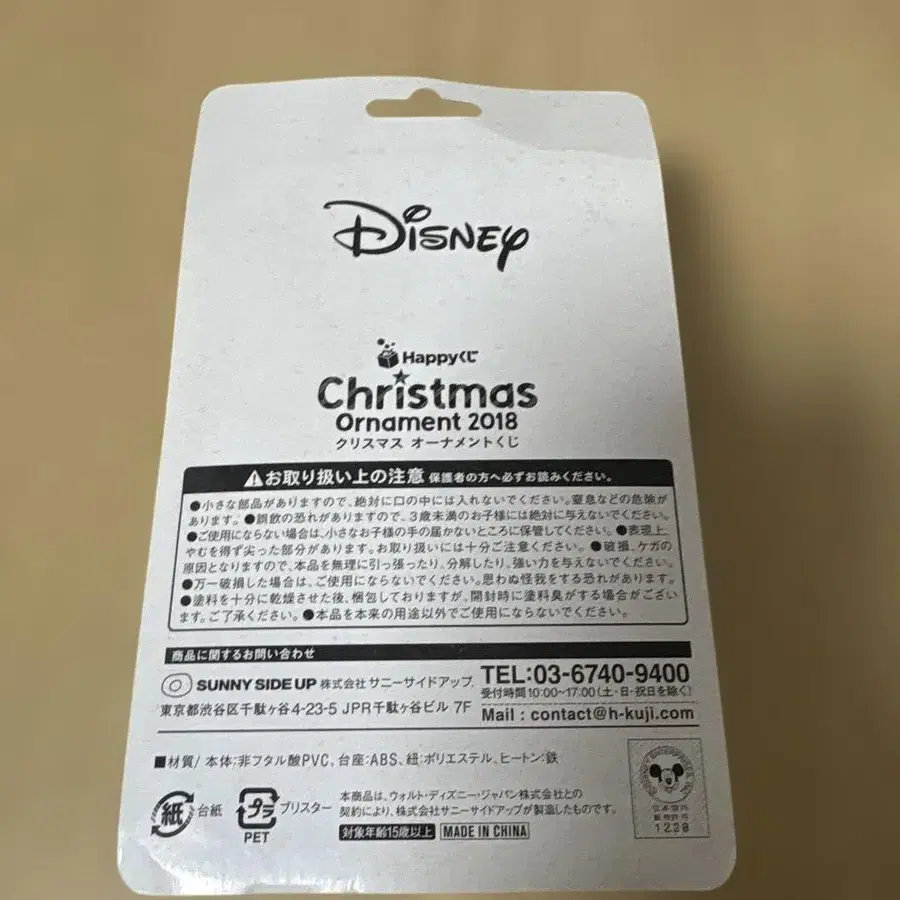 Disney
Happyくじ
Christmas
Ornament 2018
クリスマス オーナメントくじ
お取り扱い上の注意 保護者の方へ必ずお読みください。
●小さな部品がありますので、絶対に口の中には入れないでください。窒息などの危険が
あります。●誤飲の恐れがありますので、3歳未満のお子様には絶対に与えないでください。
●ご使用にならない場合は、小さなお子様の手の届かないところに保管してください。●表現上、
やむを得ず尖った部分があります。お取り扱いには十分ご注意ください。●破損、ケガの
原因となりますので、本品を無理に引っ張ったり、分解したり、強い力を与えないでください。
●万一破損した場合は、ご使用にならないでください。思わぬ怪我をする恐れがあります。
●塗料を十分に乾燥させた後、梱包しておりますが、開封時に塗料臭がする場合がござい
ます。ご了承ください。●本品を本来の用途以外でご使用にならないでください。
商品に関するお問い合わせ
SUNNY SIDE UP 株式会社 サニーサイドアップ
東京都渋谷区千駄ヶ谷4-23-5 JPR千駄ヶ谷ビル 7F
TEL:03-6740-9400
受付時間10:00~17:00(土・日・祝日を除く)
Mail : contact@h-kuji.com
■材質/ 本体:非フタル酸PVC、台座:ABS、紐:ポリエステル、ヒートン:鉄
紙 台紙
プラ ブリスター
PET
本商品は、ウォルト・ディズニー・ジャパン株式会社との
契約により、株式会社サニーサイドアップが製造したものです。
対象年齢15歳以上 MADE IN CHINA
1228